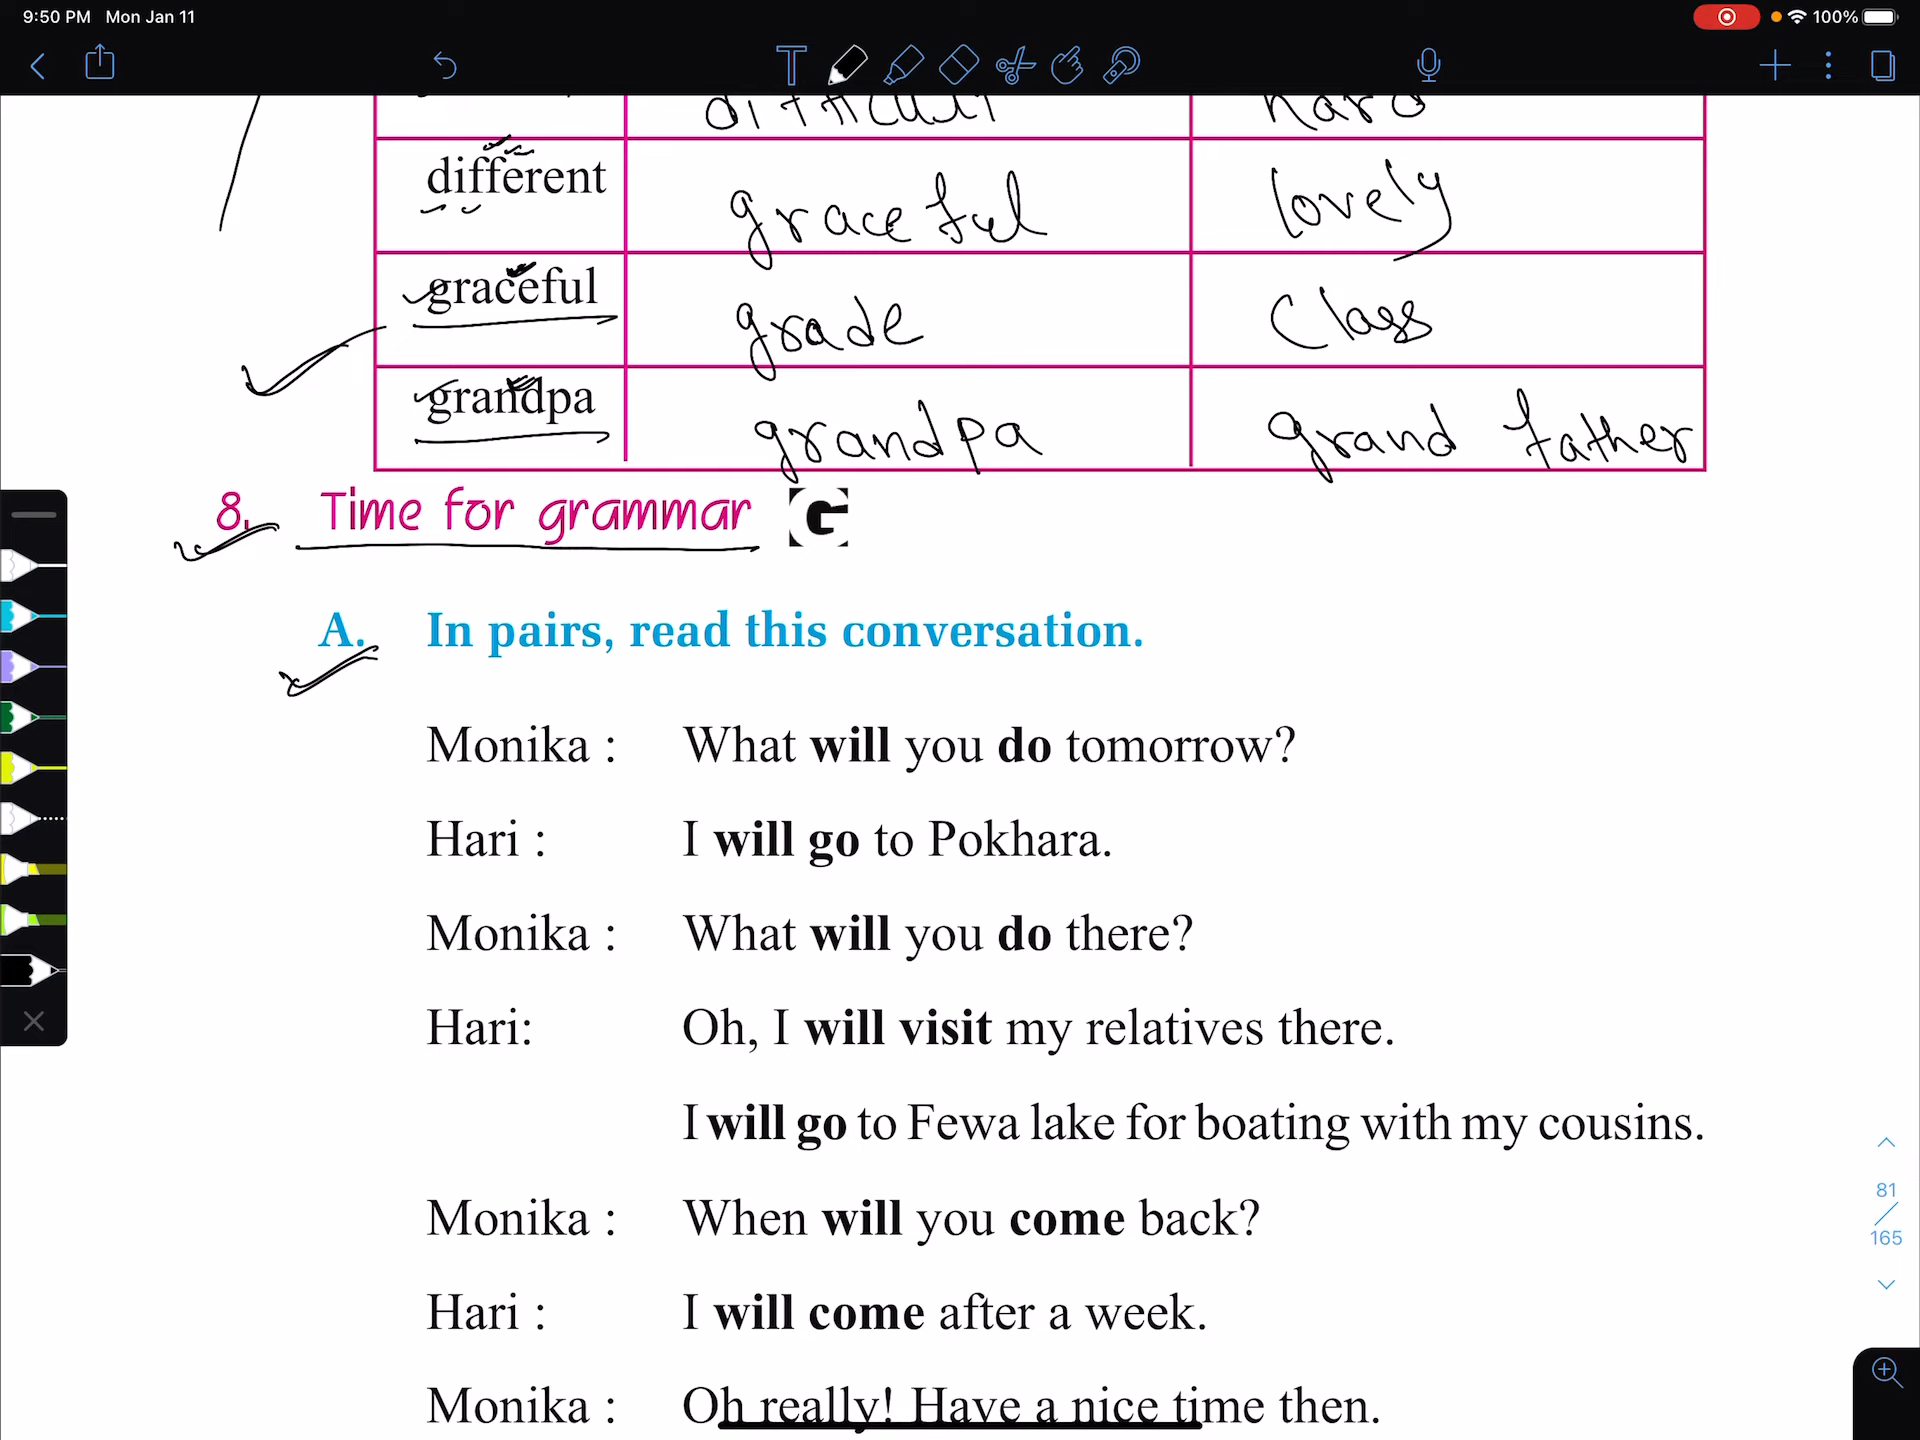 9:50 PM Mon Jan 11 100%
difficult hard
different graceful lovely
graceful grade class
grandpa grandpa grand father
8. Time for grammar G
A. In pairs, read this conversation.
Monika : What will you do tomorrow?
Hari : I will go to Pokhara.
Monika : What will you do there?
Hari: Oh, I will visit my relatives there.
I will go to Fewa lake for boating with my cousins.
Monika : When will you come back?
Hari : I will come after a week.
Monika : Oh really! Have a nice time then.
81
165